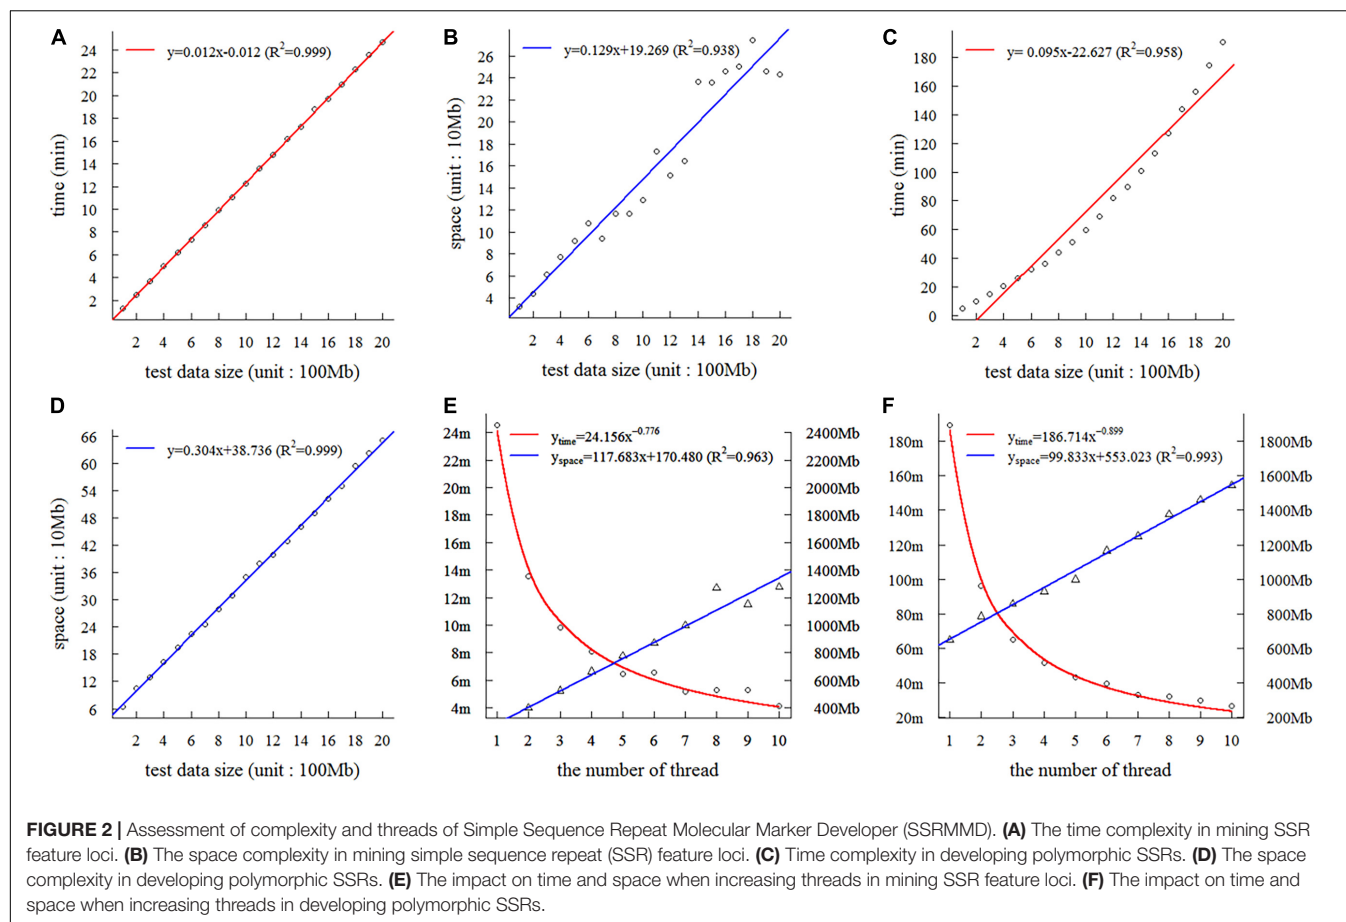 A
y=0.012x-0.012 (R²=0.999)
time (min)
24
22
20
18
16
14
12
10
8
6
4
2
2 4 6 8 10 12 14 16 18 20
test data size (unit : 100Mb)
B
y=0.129x+19.269 (R²=0.938)
space (unit : 10Mb)
26
24
22
20
18
16
14
12
10
8
6
4
2 4 6 8 10 12 14 16 18 20
test data size (unit : 100Mb)
C
y= 0.095x-22.627 (R²=0.958)
time (min)
180
160
140
120
100
80
60
40
20
0
2 4 6 8 10 12 14 16 18 20
test data size (unit : 100Mb)
D
y=0.304x+38.736 (R²=0.999)
space (unit : 10Mb)
66
60
54
48
42
36
30
24
18
12
6
2 4 6 8 10 12 14 16 18 20
test data size (unit : 100Mb)
E
y_time=24.156x^−0.776
y_space=117.683x+170.480 (R²=0.963)
24m
22m
20m
18m
16m
14m
12m
10m
8m
6m
4m
2400Mb
2200Mb
2000Mb
1800Mb
1600Mb
1400Mb
1200Mb
1000Mb
800Mb
600Mb
400Mb
1 2 3 4 5 6 7 8 9 10
the number of thread
F
y_time=186.714x^−0.899
y_space=99.833x+553.023 (R²=0.993)
180m
160m
140m
120m
100m
80m
60m
40m
20m
1800Mb
1600Mb
1400Mb
1200Mb
1000Mb
800Mb
600Mb
400Mb
200Mb
1 2 3 4 5 6 7 8 9 10
the number of thread
FIGURE 2 | Assessment of complexity and threads of Simple Sequence Repeat Molecular Marker Developer (SSRMMD). (A) The time complexity in mining SSR
feature loci. (B) The space complexity in mining simple sequence repeat (SSR) feature loci. (C) Time complexity in developing polymorphic SSRs. (D) The space
complexity in developing polymorphic SSRs. (E) The impact on time and space when increasing threads in mining SSR feature loci. (F) The impact on time and
space when increasing threads in developing polymorphic SSRs.